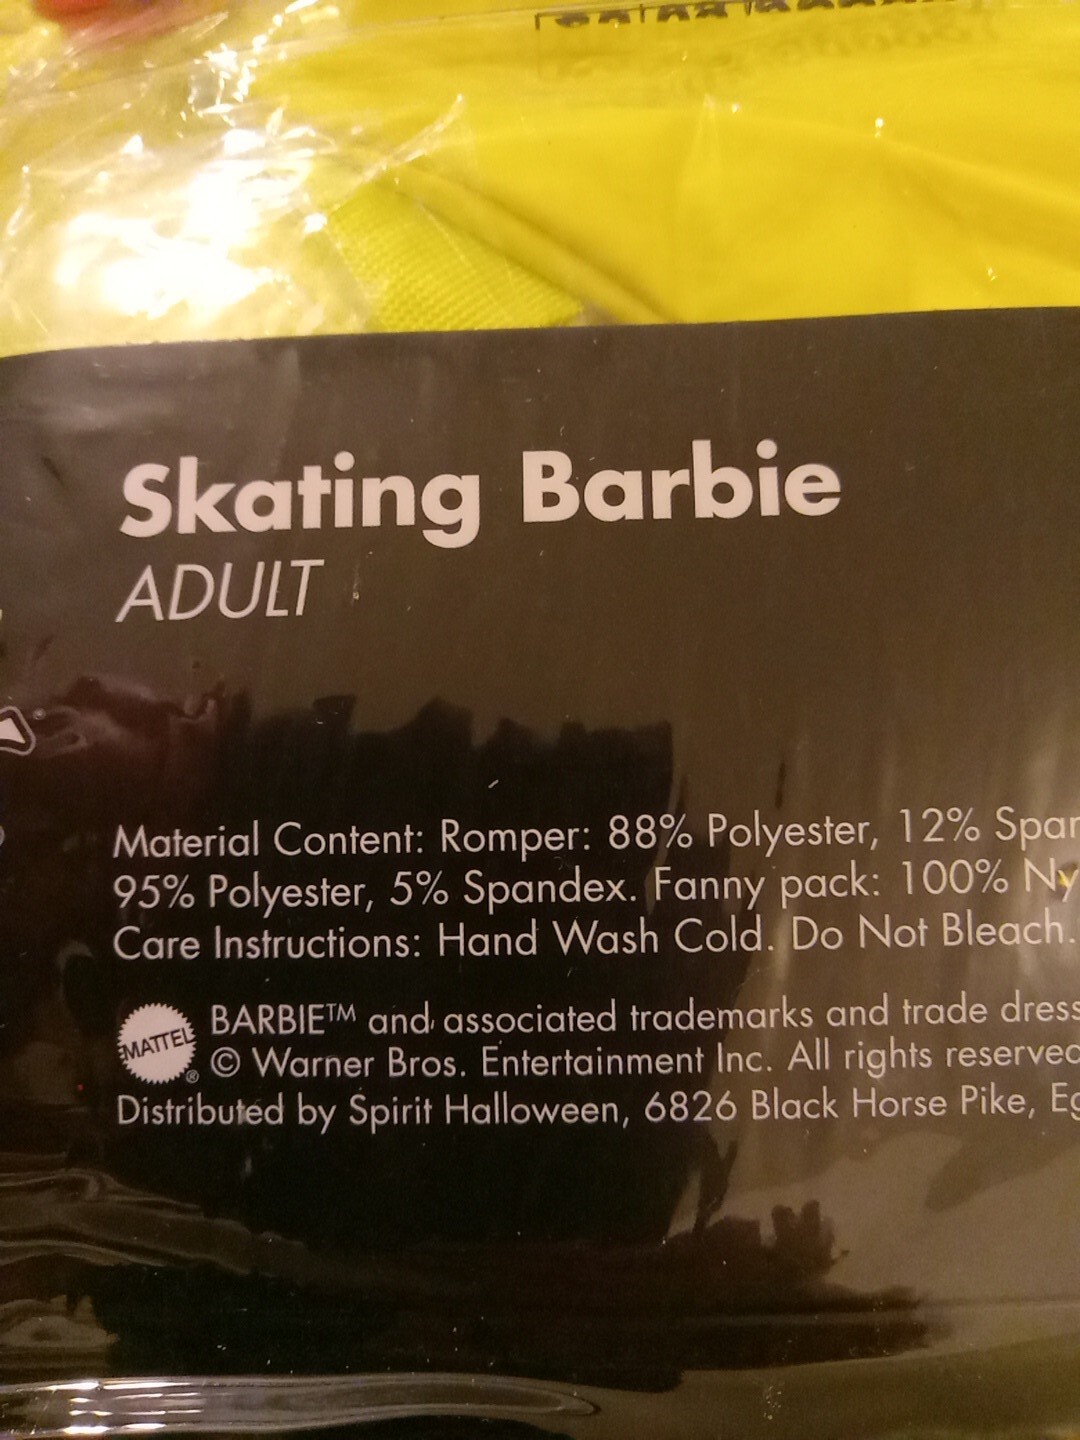 Skating Barbie
ADULT
Material Content: Romper: 88% Polyester, 12%
95% Polyester, 5% Spandex. Fanny pack: 100%
Care Instructions: Hand Wash Cold. Do Not Bleach.
MATTEL
®
BARBIE™ and associated trademarks and trade dress
© Warner Bros. Entertainment Inc. All rights
Distributed by Spirit Halloween, 6826 Black Horse Pike,